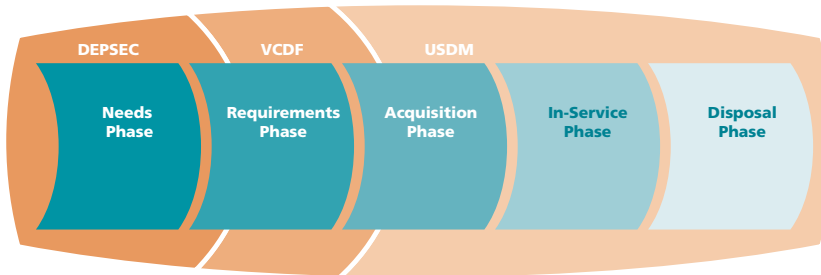 DEPSEC
VCDF
USDM
Needs
Phase
Requirements
Phase
Acquisition
Phase
In-Service
Phase
Disposal
Phase